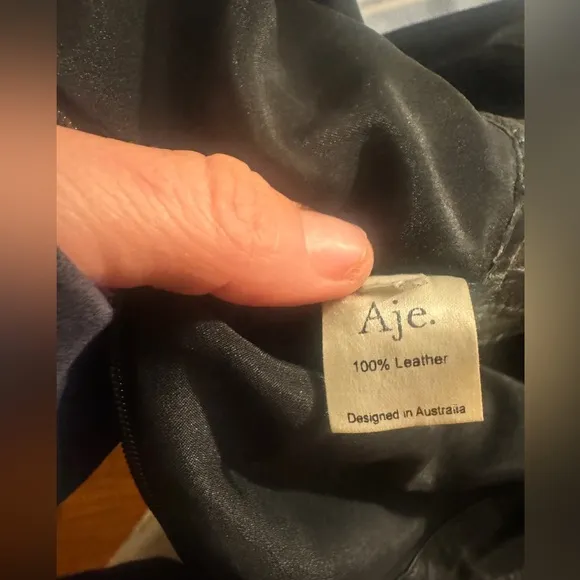 Aje.
100% Leather
Designed in Australia